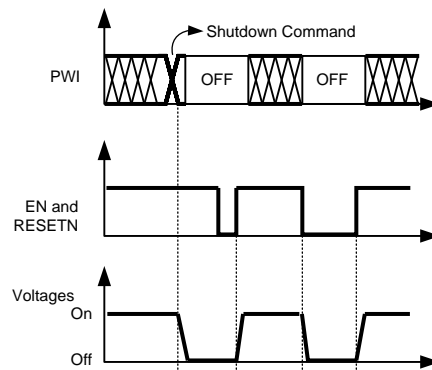 Shutdown Command
PWI
OFF
OFF
EN and
RESETN
Voltages
On
Off